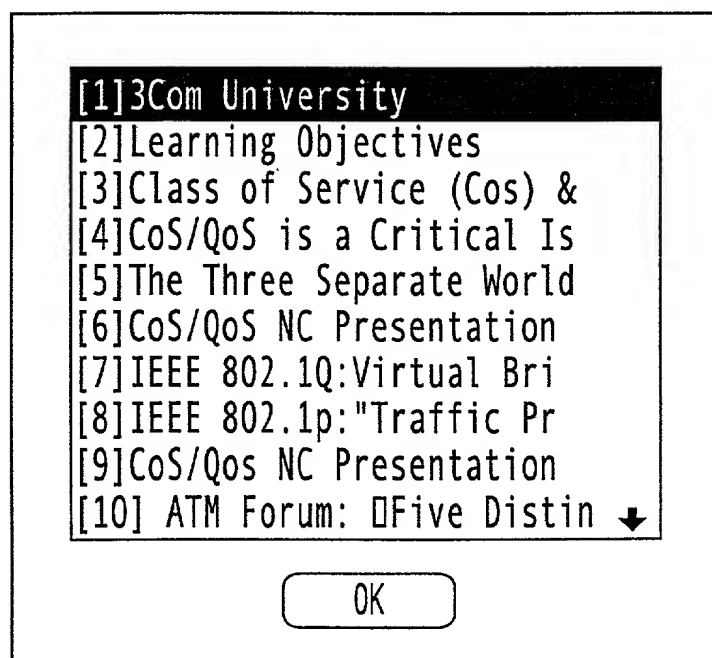 [1]3Com University
[2]Learning Objectives
[3]Class of Service (Cos) &
[4]CoS/QoS is a Critical Is
[5]The Three Separate World
[6]CoS/QoS NC Presentation
[7]IEEE 802.1Q:Virtual Bri
[8]IEEE 802.1p:"Traffic Pr
[9]CoS/Qos NC Presentation
[10] ATM Forum: ▯Five Distin
OK